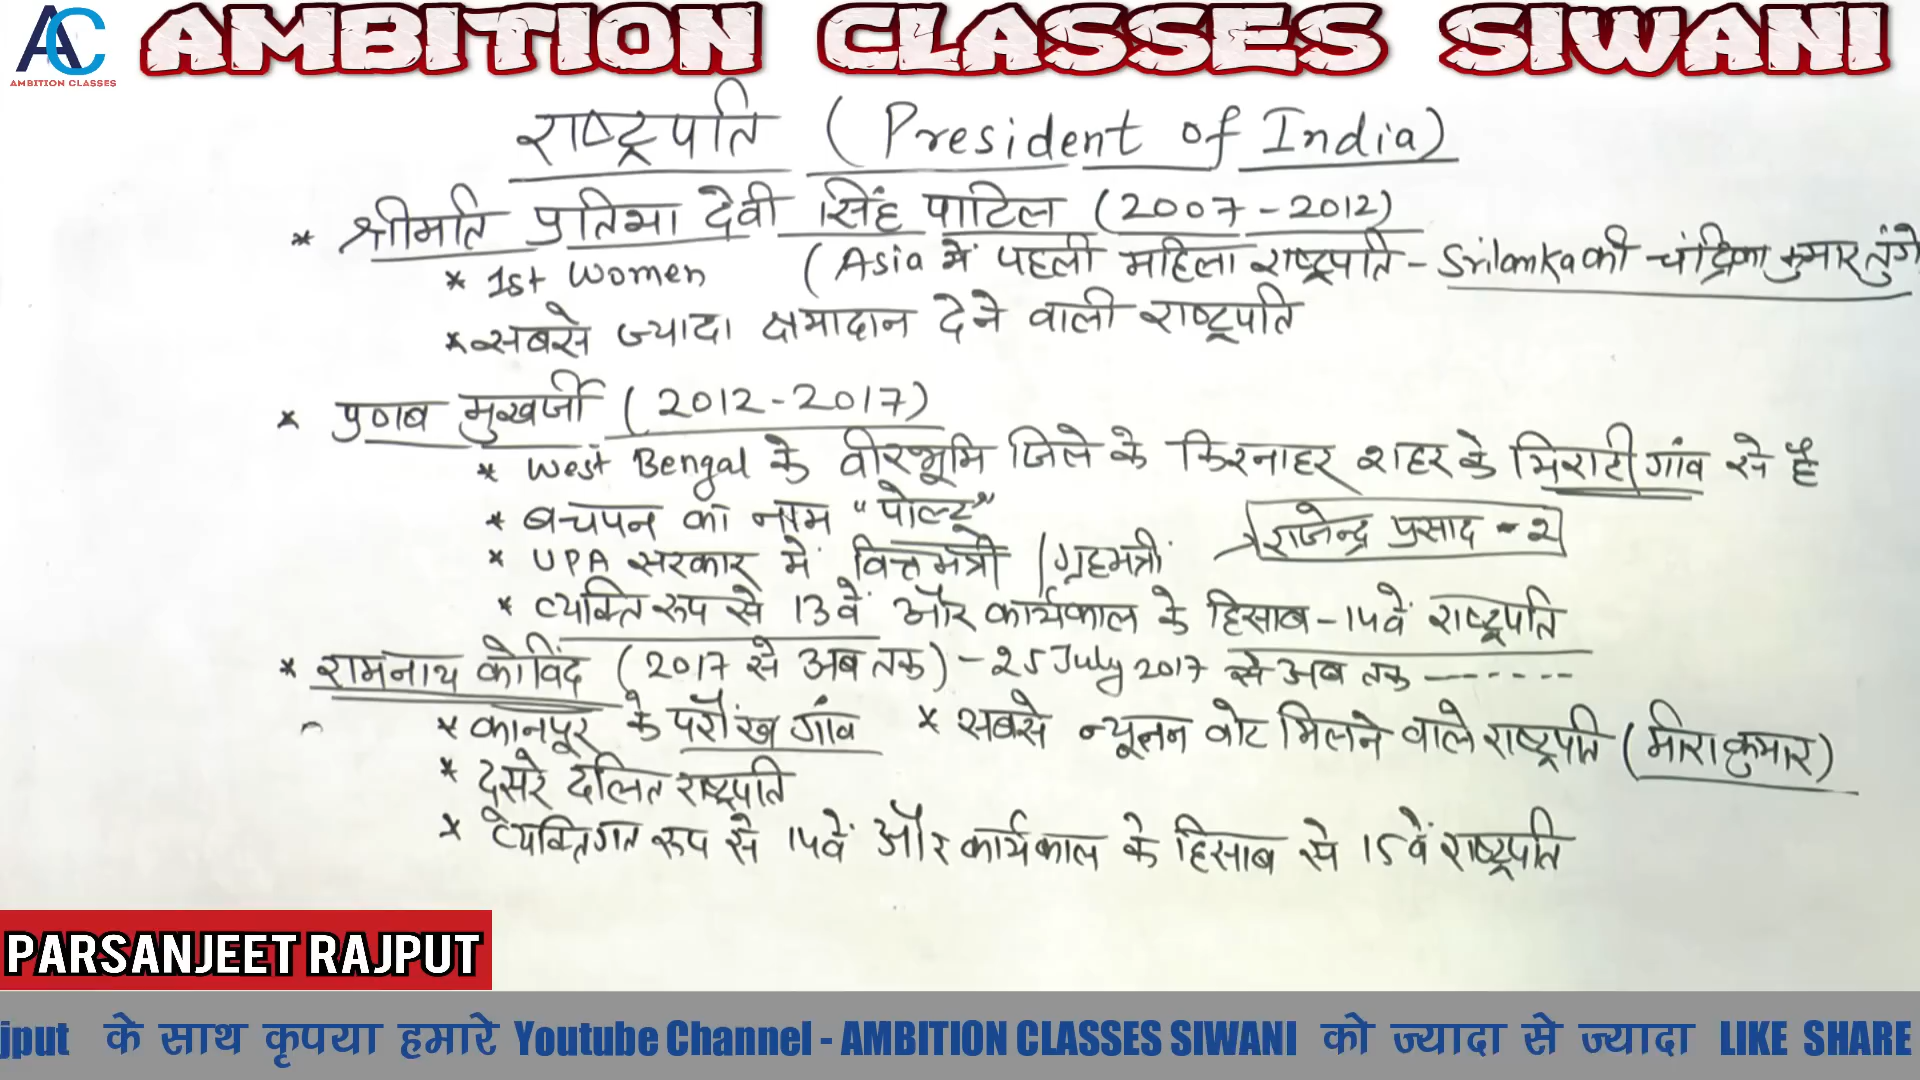 AC
AMBITION CLASSES
AMBITION CLASSES SIWANI
राष्ट्रपति ( President of India)
* श्रीमति प्रतिभा देवी सिंह पाटिल (2007-2012)
* 1st Women (Asia में पहली महिला राष्ट्रपति - Srilanka की चंद्रिका कुमार तुंगे
* सबसे ज्यादा क्षमादान देने वाली राष्ट्रपति
* प्रणब मुखर्जी (2012-2017)
* West Bengal के वीरभूमि जिले के किरनाहर शहर के मिराटी गांव से है
* बचपन का नाम "पोल्टू"
राजेन्द्र प्रसाद - 2
* UPA सरकार में वित्तमंत्री / ग्रहमंत्री
* व्यक्ति रूप से 13वें और कार्यकाल के हिसाब - 14वें राष्ट्रपति
* रामनाथ कोविंद (2017 से अब तक) - 25 July 2017 से अब तक -------
* कानपूर के परौंख गांव * सबसे न्यूतन वोट मिलने वाले राष्ट्रपति (मीरा कुमार)
* दूसरे दलित राष्ट्रपति
* व्यक्तिगत रूप से 14वें और कार्यकाल के हिसाब से 15वें राष्ट्रपति
PARSANJEET RAJPUT
jput के साथ कृपया हमारे Youtube Channel - AMBITION CLASSES SIWANI को ज्यादा से ज्यादा LIKE SHARE